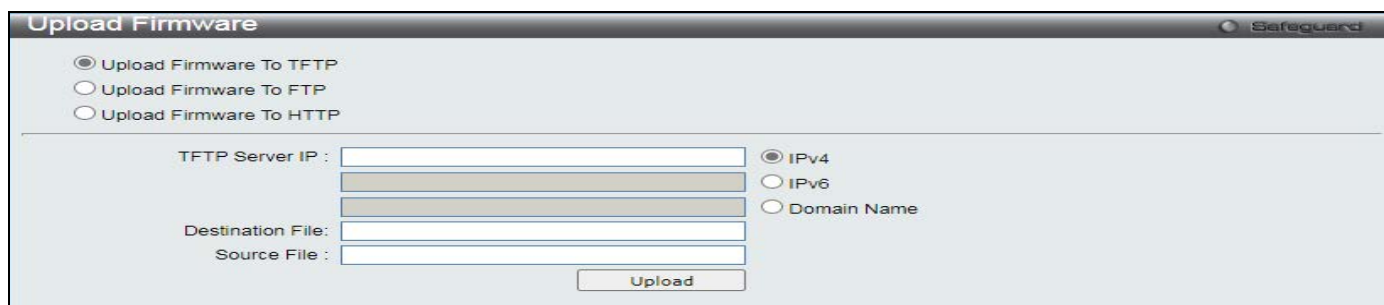 Upload Firmware
Safeguard
Upload Firmware To TFTP
Upload Firmware To FTP
Upload Firmware To HTTP
TFTP Server IP :
IPv4
IPv6
Domain Name
Destination File:
Source File :
Upload